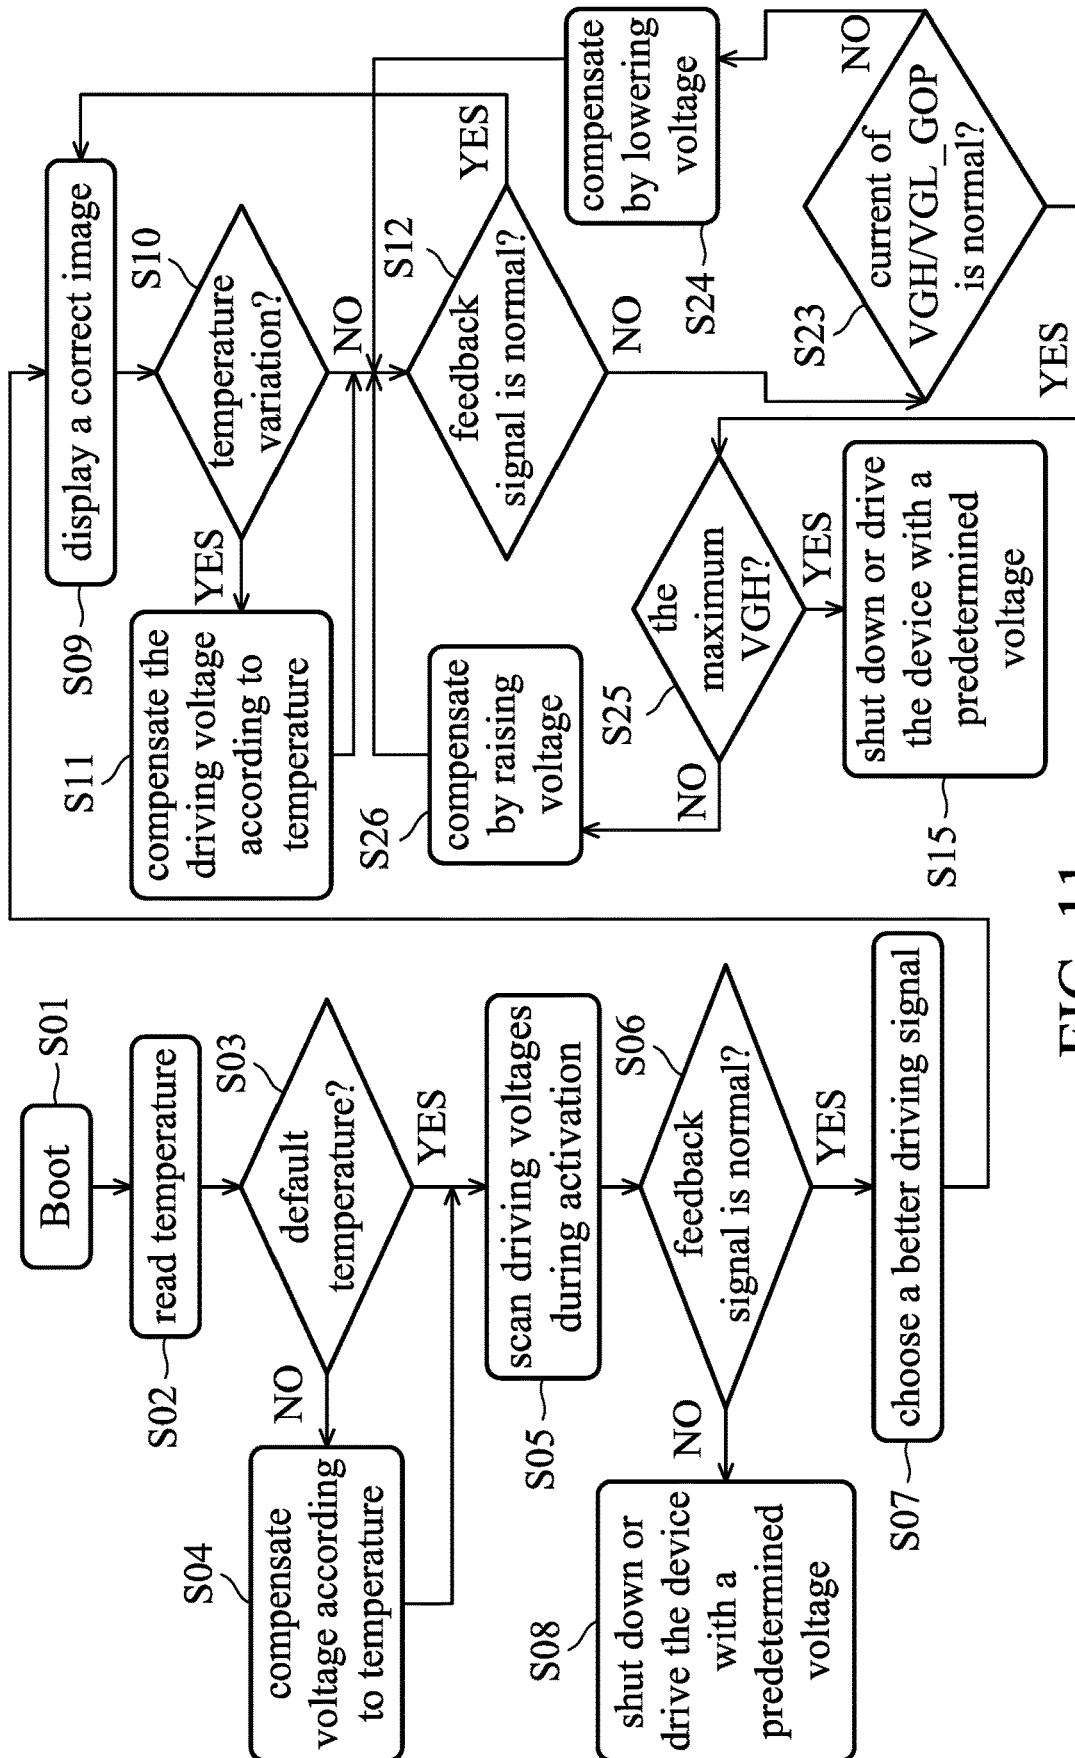 Boot
S01
read temperature
S02
default
temperature?
S03
NO
YES
compensate
voltage according
to temperature
S04
scan driving voltages
during activation
S05
feedback
signal is normal?
S06
NO
YES
shut down or
drive the device
with a
predetermined
voltage
S08
choose a better driving signal
S07
display a correct image
S09
temperature
variation?
S10
YES
NO
compensate the
driving voltage
according to
temperature
S11
feedback
signal is normal?
S12
YES
NO
compensate
by lowering
voltage
S24
current of
VGH/VGL_GOP
is normal?
S23
NO
YES
the
maximum
VGH?
S25
NO
YES
compensate
by raising
voltage
S26
shut down or drive
the device with a
predetermined
voltage
S15
FIG. 11